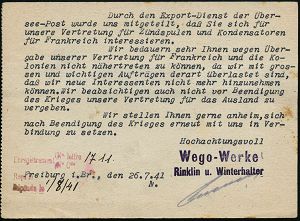 Durch den Export-Dienst der Über-
see-Post wurde uns mitgeteilt, daß Sie sich für
unsere Vertretung für Zündspulen und Kondensatoren
für Frankreich interessieren.
Wir bedauern sehr Ihnen wegen Über-
gabe unserer Vertretung für Frankreich und die Ko-
lonien nicht nähertreten zu können, da wir mit gros-
sen und wichtigen Aufträgen derart überlastet sind,
daß wir neue Interessenten nicht mehr hinzunehmen
können. Wir beabsichtigen auch nicht vor Beendigung
des Krieges unsere Vertretung für das Ausland zu
vergeben.
Wir stellen Ihnen gerne anheim, sich
nach Beendigung des Krieges erneut mit uns in Ver-
bindung zu setzen.
Hochachtungsvoll
Wego-Werke
Rinklin u. Winterhalter
1711
Freiburg i.Br., den 26.7.41
7/8/41